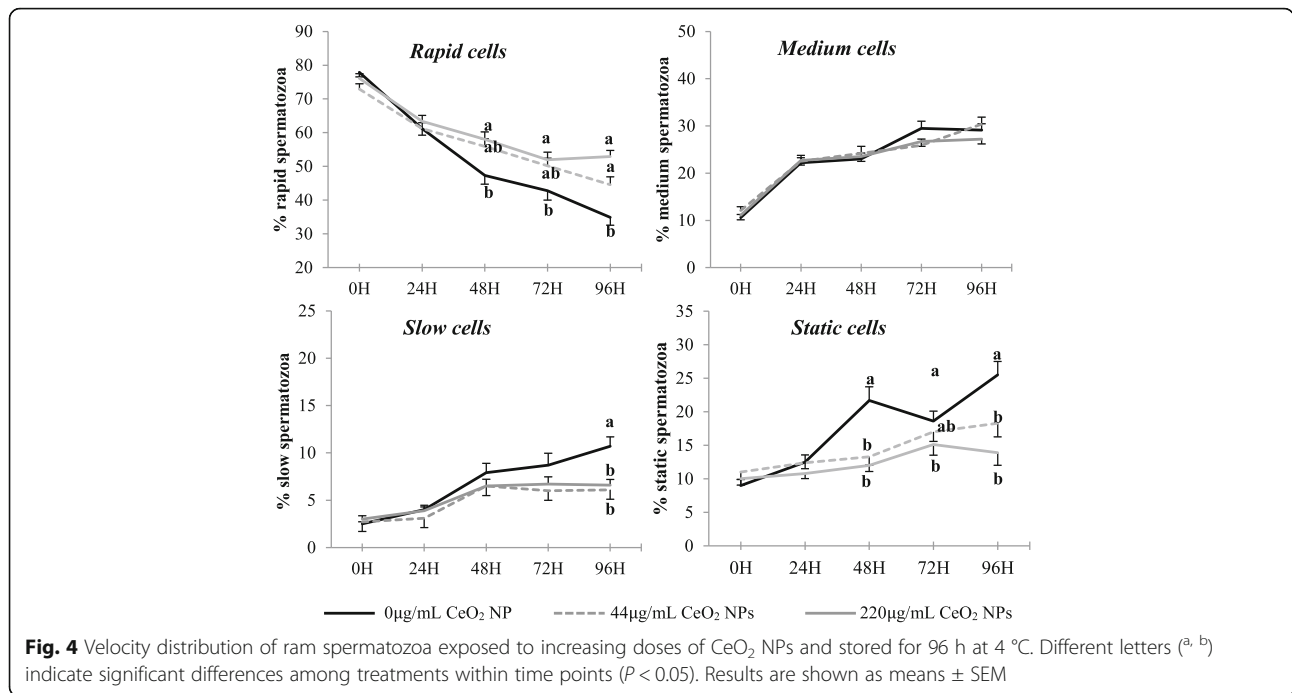 Rapid cells
% rapid spermatozoa
90
80
70
60
50
40
30
20
a
ab
b
a
ab
b
a
a
b
0H 24H 48H 72H 96H
Medium cells
% medium spermatozoa
50
40
30
20
10
0
0H 24H 48H 72H 96H
Slow cells
% slow spermatozoa
25
20
15
10
5
0
a
b
b
0H 24H 48H 72H 96H
Static cells
% static spermatozoa
35
30
25
20
15
10
5
0
a
b
b
a
ab
b
a
b
b
0H 24H 48H 72H 96H
0µg/mL CeO₂ NP 44µg/mL CeO₂ NPs 220µg/mL CeO₂ NPs
Fig. 4 Velocity distribution of ram spermatozoa exposed to increasing doses of CeO₂ NPs and stored for 96 h at 4 °C. Different letters (ᵃ, ᵇ)
indicate significant differences among treatments within time points (P < 0.05). Results are shown as means ± SEM